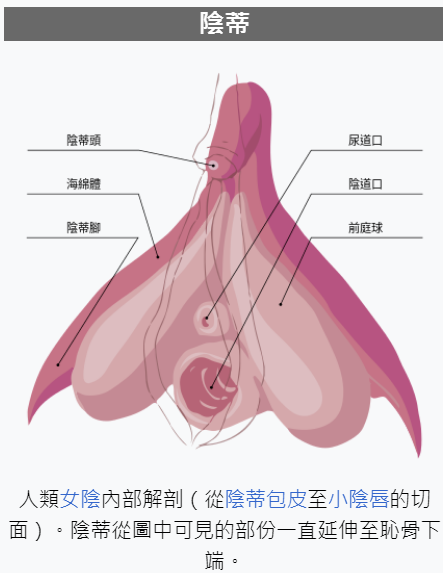 陰蒂
陰蒂頭
尿道口
海綿體
陰道口
陰蒂腳
前庭球
人類女陰內部解剖（從陰蒂包皮至小陰唇的切
面）。陰蒂從圖中可見的部份一直延伸至恥骨下
端。